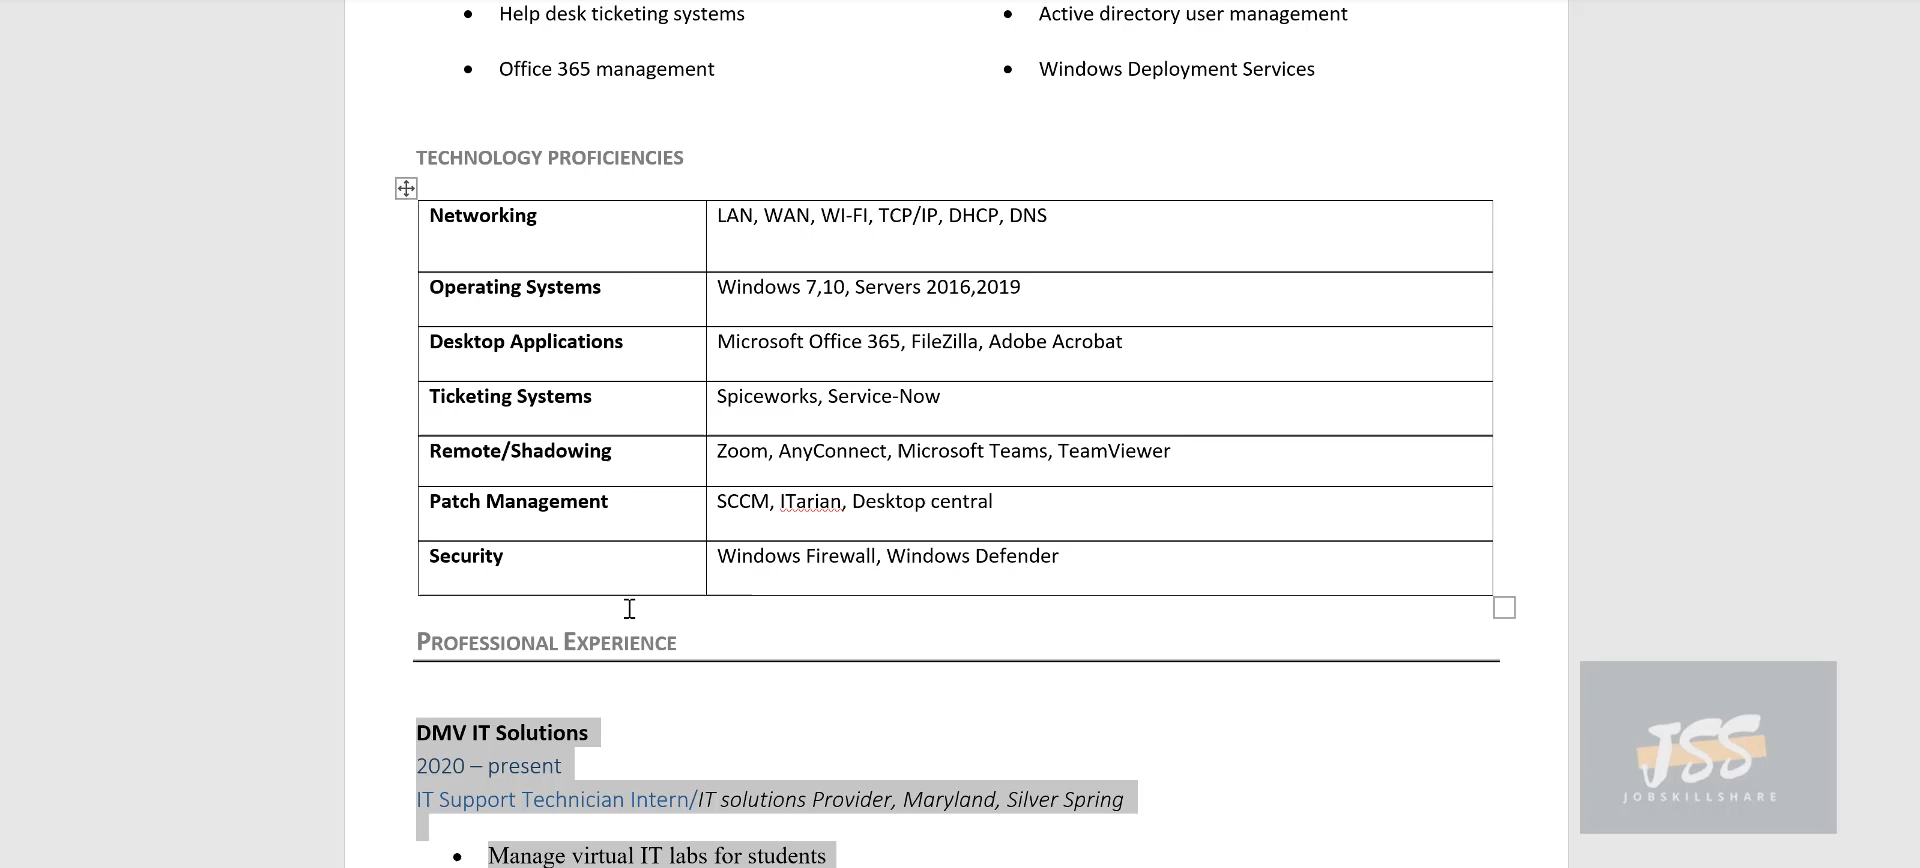 • Help desk ticketing systems
• Active directory user management
• Office 365 management
• Windows Deployment Services
TECHNOLOGY PROFICIENCIES
Networking LAN, WAN, WI-FI, TCP/IP, DHCP, DNS
Operating Systems Windows 7,10, Servers 2016,2019
Desktop Applications Microsoft Office 365, FileZilla, Adobe Acrobat
Ticketing Systems Spiceworks, Service-Now
Remote/Shadowing Zoom, AnyConnect, Microsoft Teams, TeamViewer
Patch Management SCCM, ITarian, Desktop central
Security Windows Firewall, Windows Defender
PROFESSIONAL EXPERIENCE
DMV IT Solutions
2020 – present
IT Support Technician Intern/IT solutions Provider, Maryland, Silver Spring
• Manage virtual IT labs for students
JSS
JOBSKILLSHARE